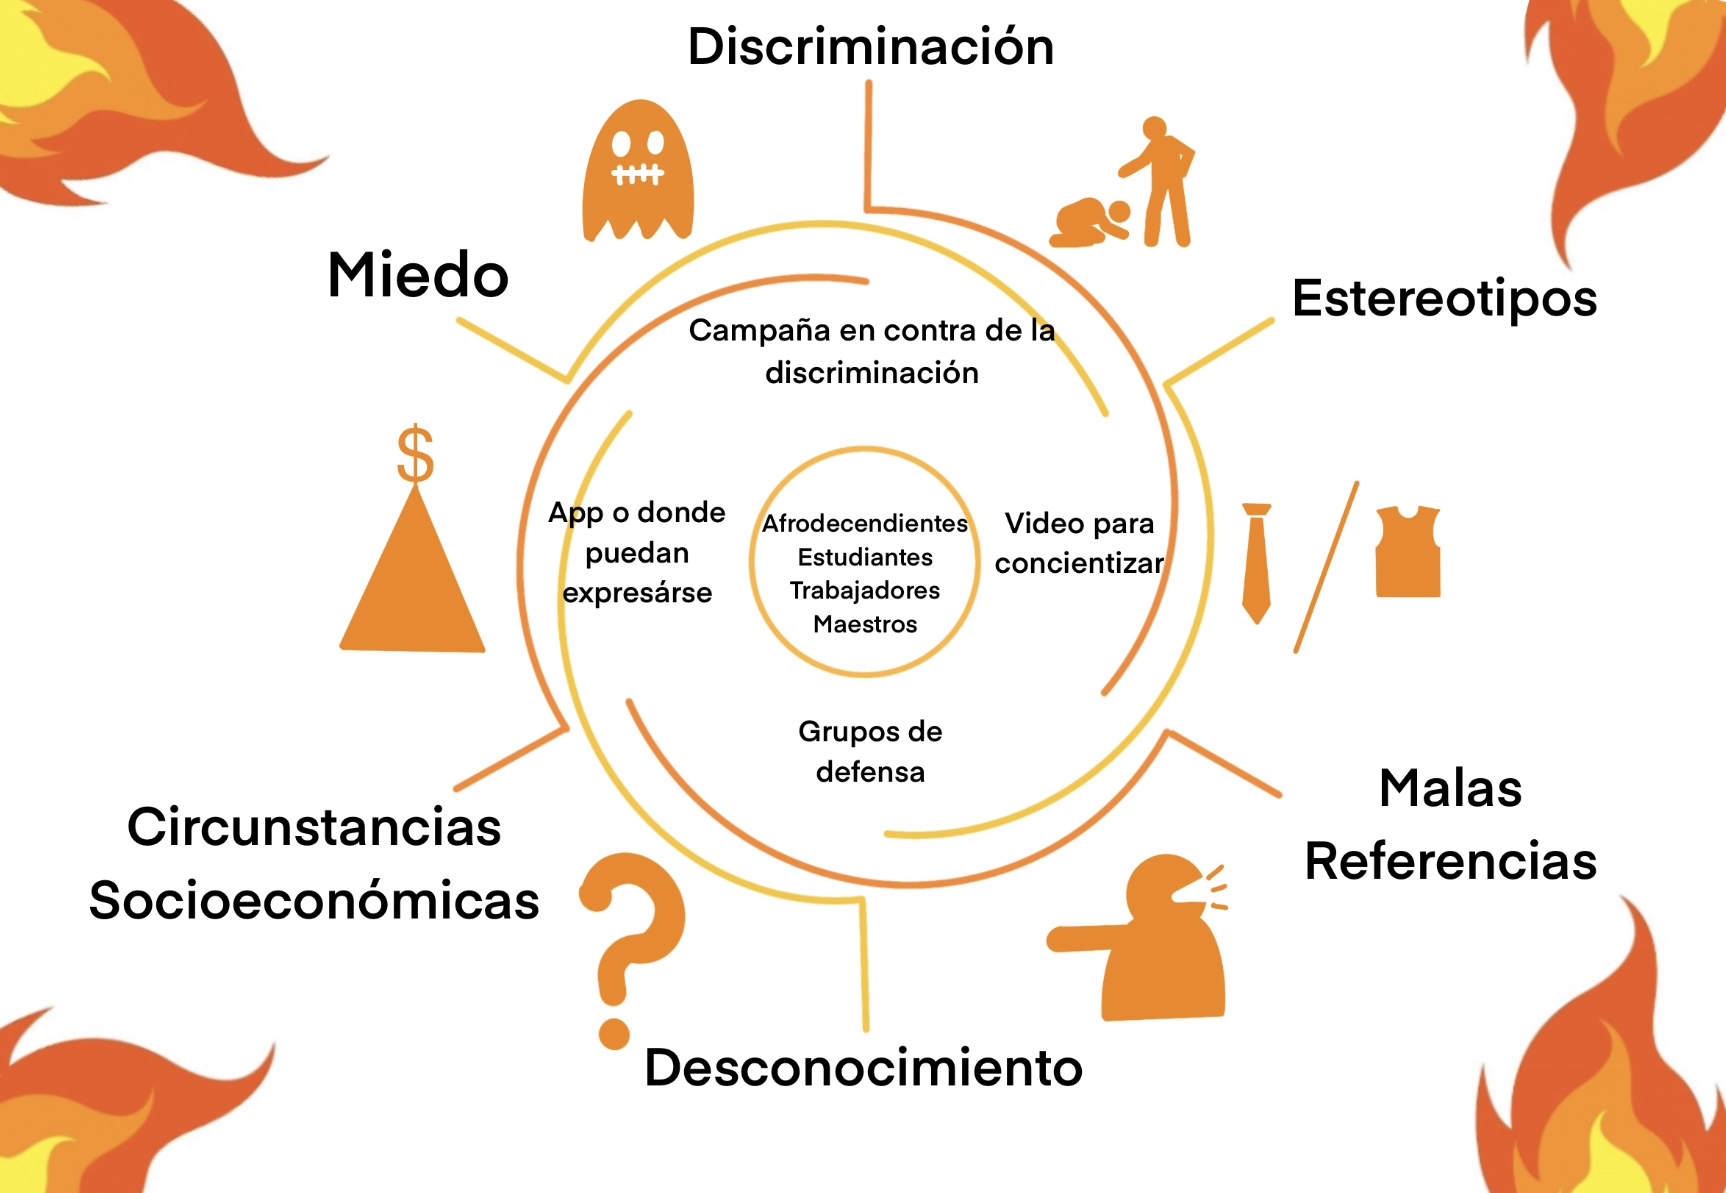 Discriminación
Miedo
Estereotipos
Campaña en contra de la
discriminación
$
App o donde
puedan
expresárse
Afrodecendientes
Estudiantes
Trabajadores
Maestros
Video para
concientizar
Grupos de
defensa
Circunstancias
Socioeconómicas
Malas
Referencias
?
Desconocimiento